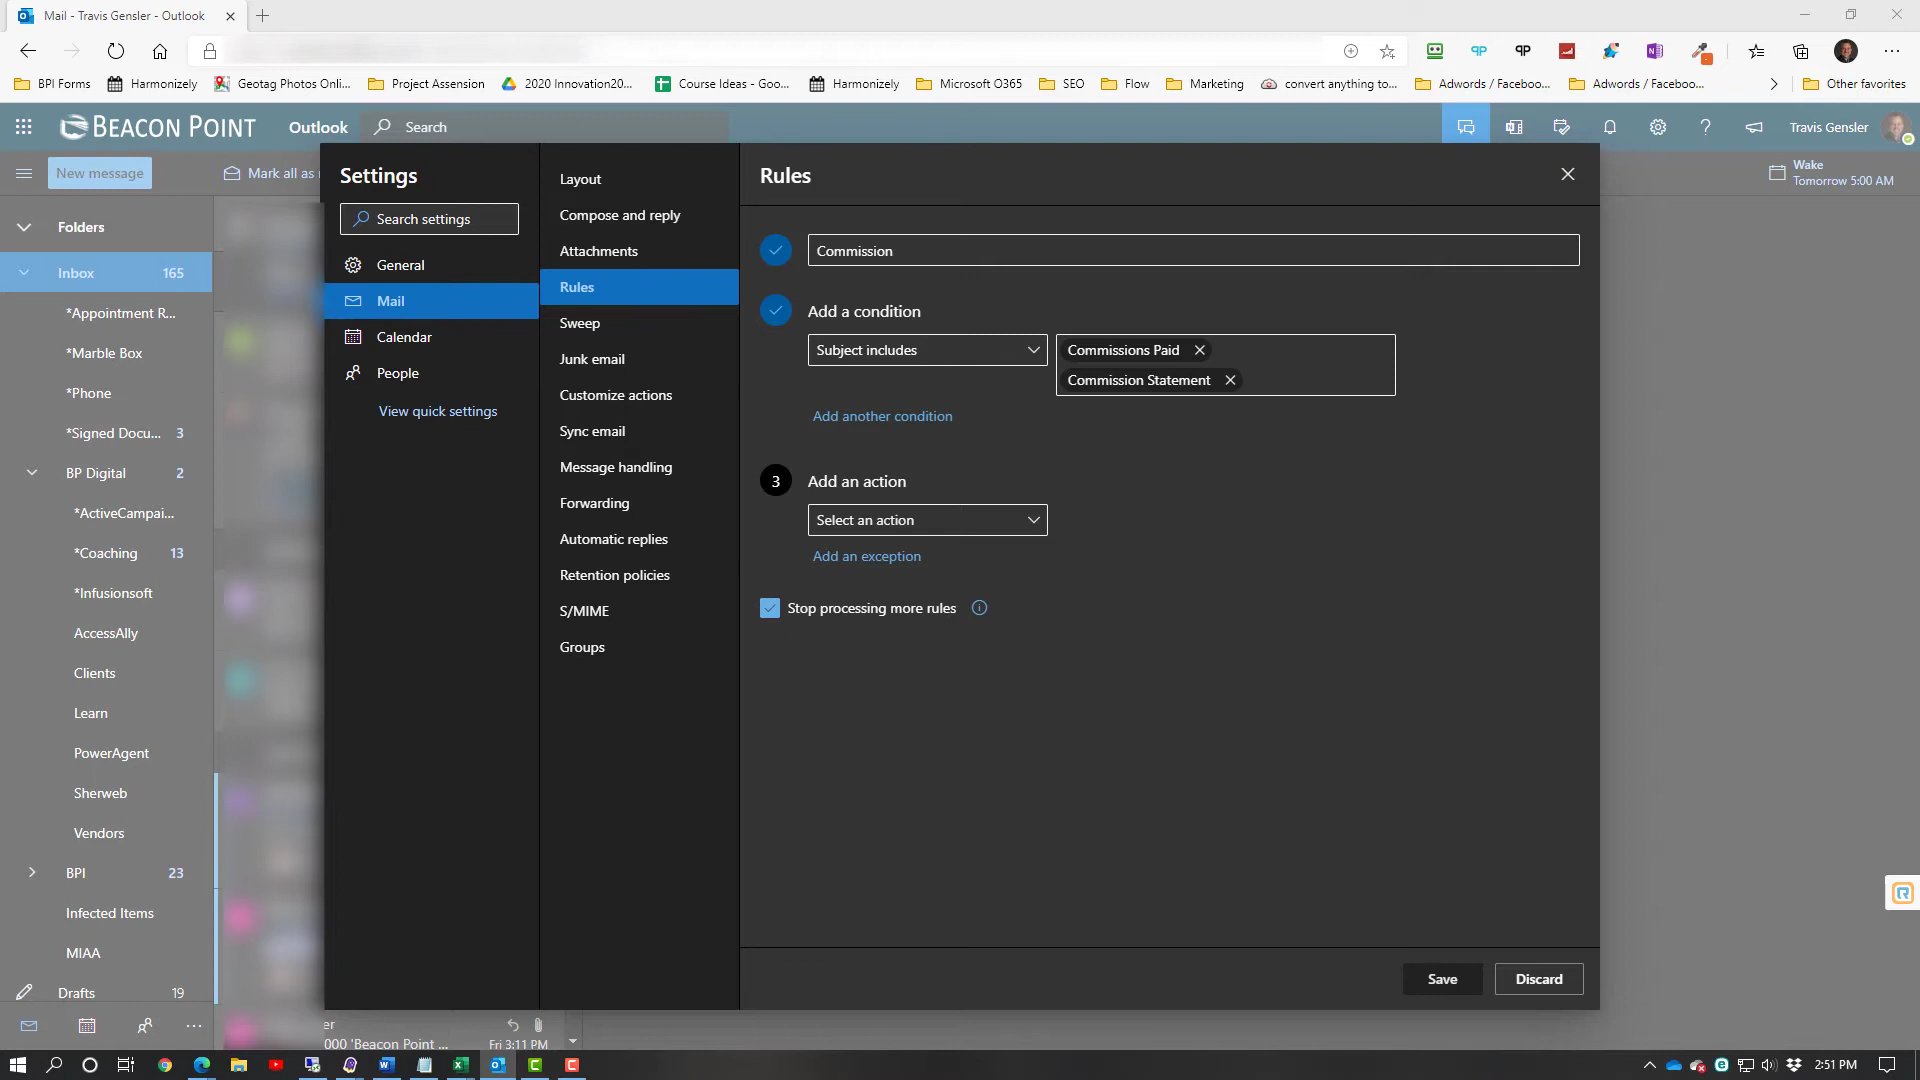 Mail - Travis Gensler - Outlook
BPI Forms
Harmonizely
Geotag Photos Onli...
Project Assension
2020 Innovation20...
Course Ideas - Goo...
Harmonizely
Microsoft O365
SEO
Flow
Marketing
convert anything to...
Adwords / Faceboo...
Adwords / Faceboo...
Other favorites
BEACON POINT
Outlook
Search
Travis Gensler
New message
Mark all as
Wake
Tomorrow 5:00 AM
Folders
Inbox 165
*Appointment R...
*Marble Box
*Phone
*Signed Docu... 3
BP Digital 2
*ActiveCampai...
*Coaching 13
*Infusionsoft
AccessAlly
Clients
Learn
PowerAgent
Sherweb
Vendors
BPI 23
Infected Items
MIAA
Drafts 19
Settings
Search settings
General
Mail
Calendar
People
View quick settings
Layout
Compose and reply
Attachments
Rules
Sweep
Junk email
Customize actions
Sync email
Message handling
Forwarding
Automatic replies
Retention policies
S/MIME
Groups
Rules
Commission
Add a condition
Subject includes
Commissions Paid
Commission Statement
Add another condition
3 Add an action
Select an action
Add an exception
Stop processing more rules
Save
Discard
er
000 'Beacon Point ...
Fri 3:11 PM
2:51 PM